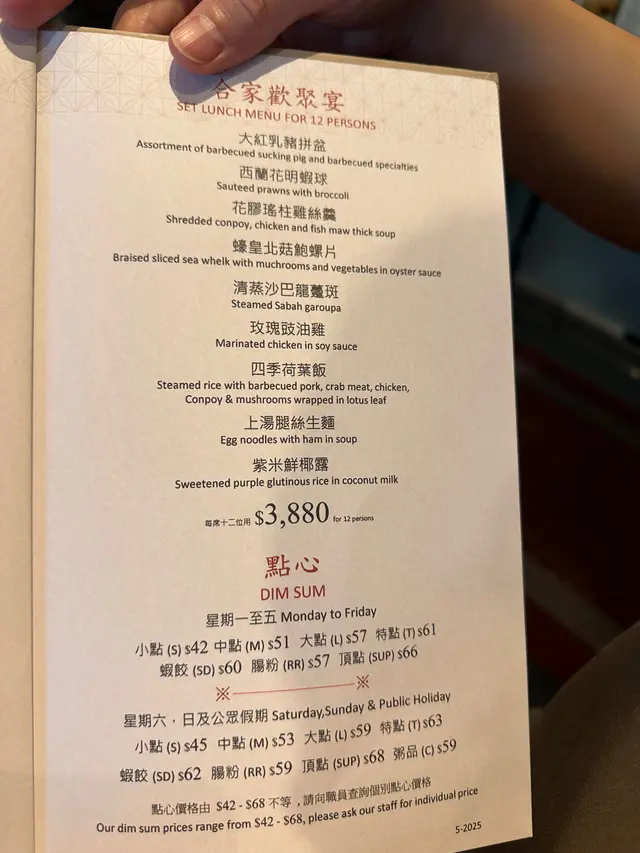 合家歡聚宴
SET LUNCH MENU FOR 12 PERSONS
大紅乳豬拼盆
Assortment of barbecued sucking pig and barbecued specialties
西蘭花明蝦球
Sauteed prawns with broccoli
花膠瑤柱雞絲羹
Shredded conpoy, chicken and fish maw thick soup
蠔皇北菇鮑螺片
Braised sliced sea whelk with muchrooms and vegetables in oyster sauce
清蒸沙巴龍躉斑
Steamed Sabah garoupa
玫瑰豉油雞
Marinated chicken in soy sauce
四季荷葉飯
Steamed rice with barbecued pork, crab meat, chicken,
Conpoy & mushrooms wrapped in lotus leaf
上湯腿絲生麵
Egg noodles with ham in soup
紫米鮮椰露
Sweetened purple glutinous rice in coconut milk
每席十二位用 $3,880 for 12 persons
點心
DIM SUM
星期一至五 Monday to Friday
小點 (S) $42 中點 (M) $51 大點 (L) $57 特點 (T) $61
蝦餃 (SD) $60 腸粉 (RR) $57 頂點 (SUP) $66
※ ※
星期六，日及公眾假期 Saturday,Sunday & Public Holiday
小點 (S) $45 中點 (M) $53 大點 (L) $59 特點 (T) $63
蝦餃 (SD) $62 腸粉 (RR) $59 頂點 (SUP) $68 粥品 (C) $59
點心價格由 $42 - $68 不等，請向職員查詢個別點心價格
Our dim sum prices range from $42 - $68, please ask our staff for individual price
5-2025